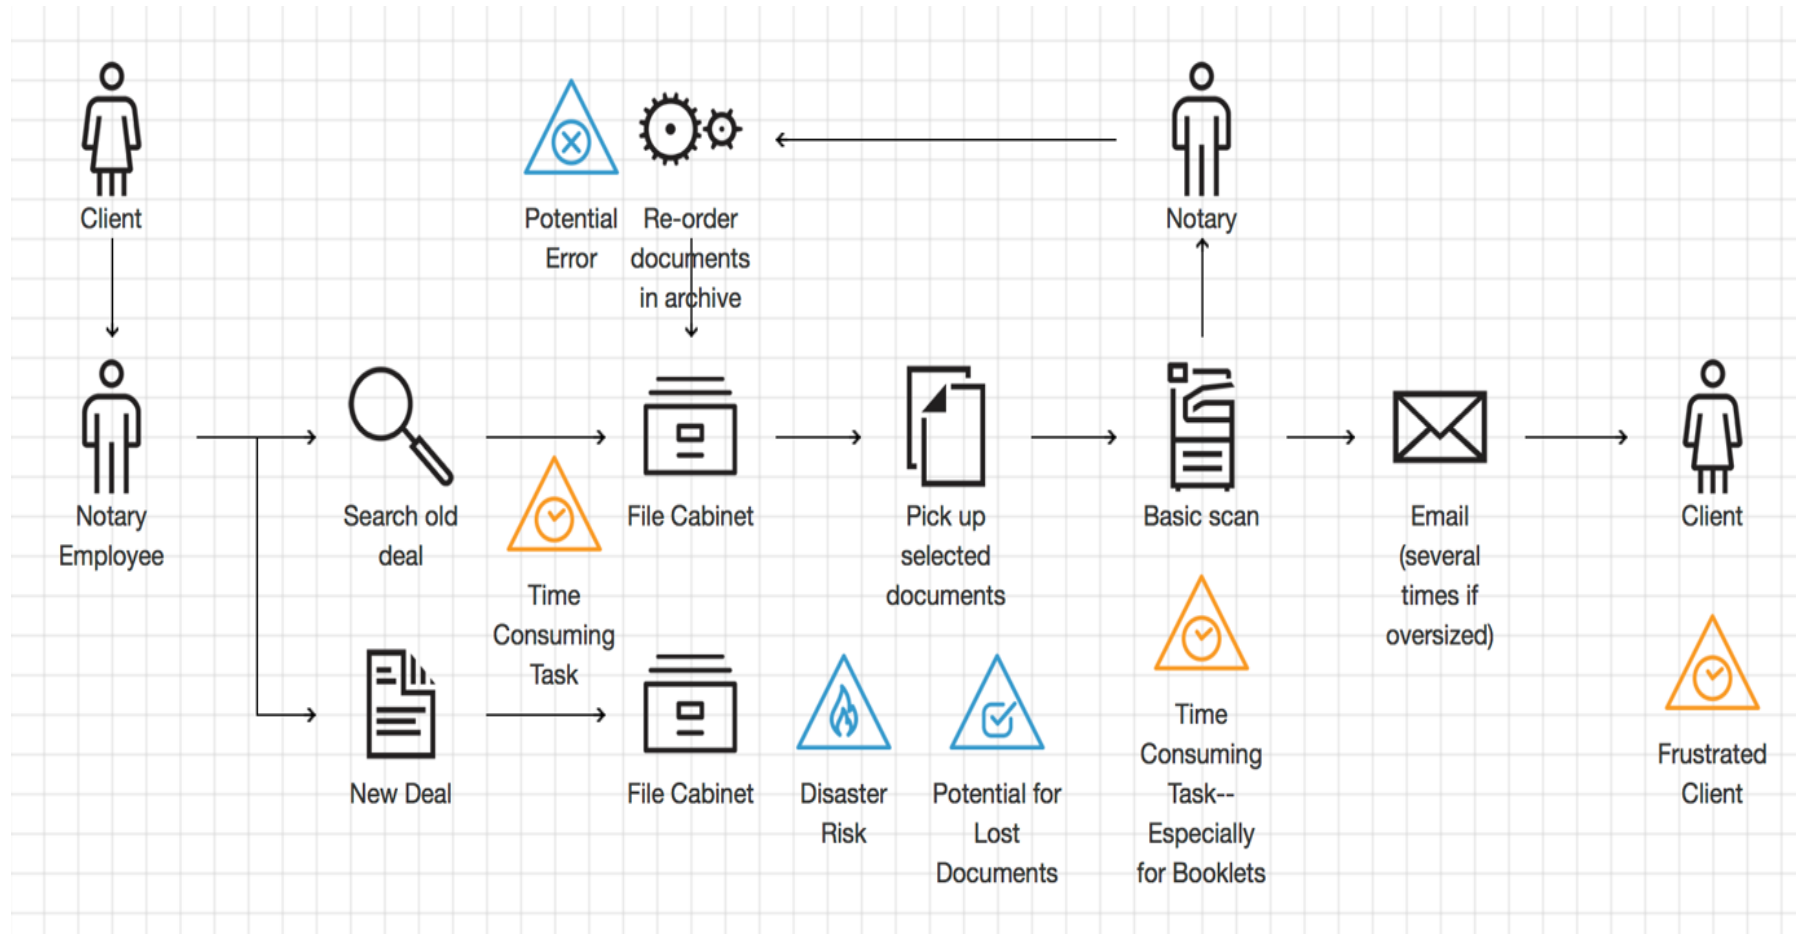 Client
Potential
Error
Re-order
documents
in archive
Notary
Notary
Employee
Search old
deal
Time
Consuming
Task
File Cabinet
Pick up
selected
documents
Basic scan
Email
(several
times if
oversized)
Client
New Deal
File Cabinet
Disaster
Risk
Potential for
Lost
Documents
Time
Consuming
Task--
Especially
for Booklets
Frustrated
Client